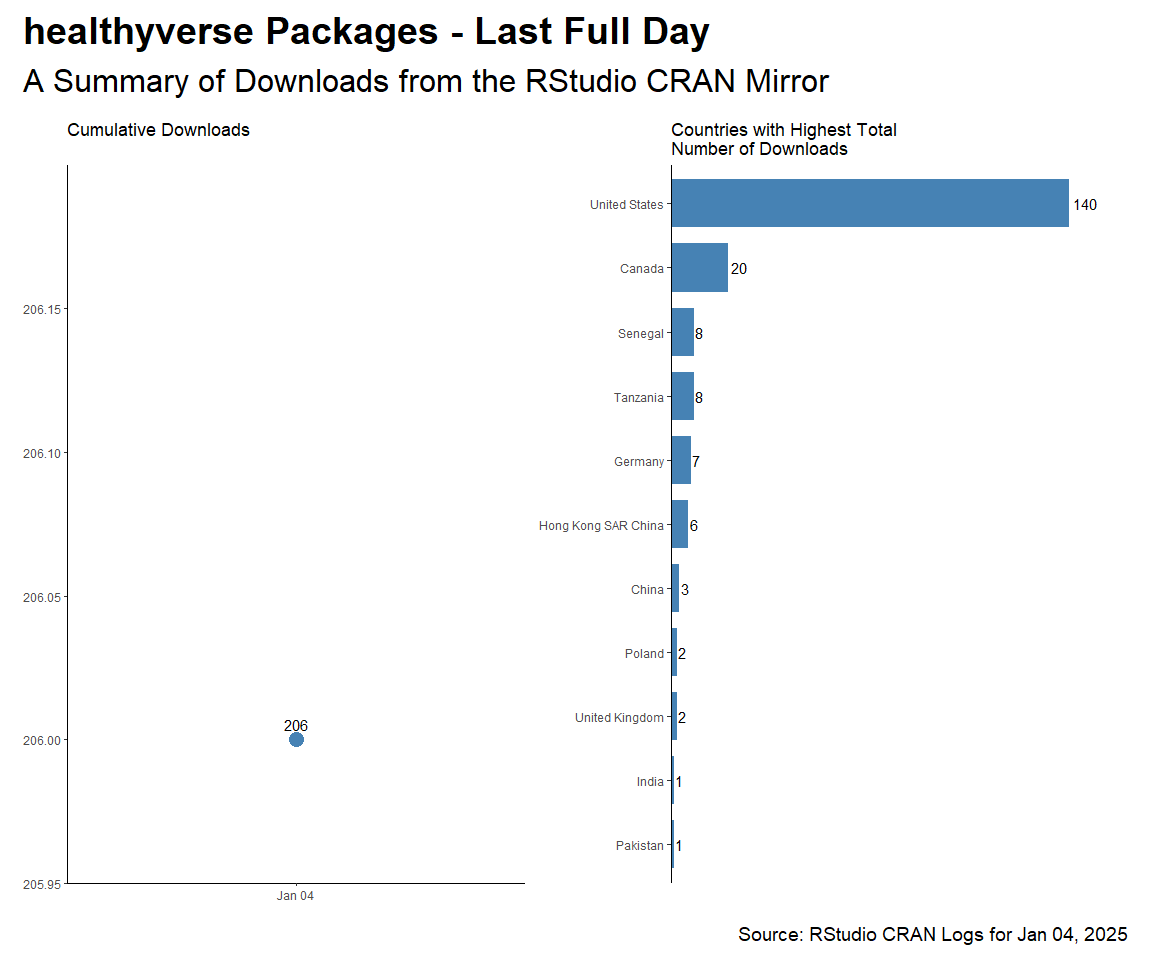 healthyverse Packages - Last Full Day
A Summary of Downloads from the RStudio CRAN Mirror
Cumulative Downloads
206.15
206.10
206.05
206.00
205.95
206
Jan 04
Countries with Highest Total
Number of Downloads
United States 140
Canada 20
Senegal 8
Tanzania 8
Germany 7
Hong Kong SAR China 6
China 3
Poland 2
United Kingdom 2
India 1
Pakistan 1
Source: RStudio CRAN Logs for Jan 04, 2025